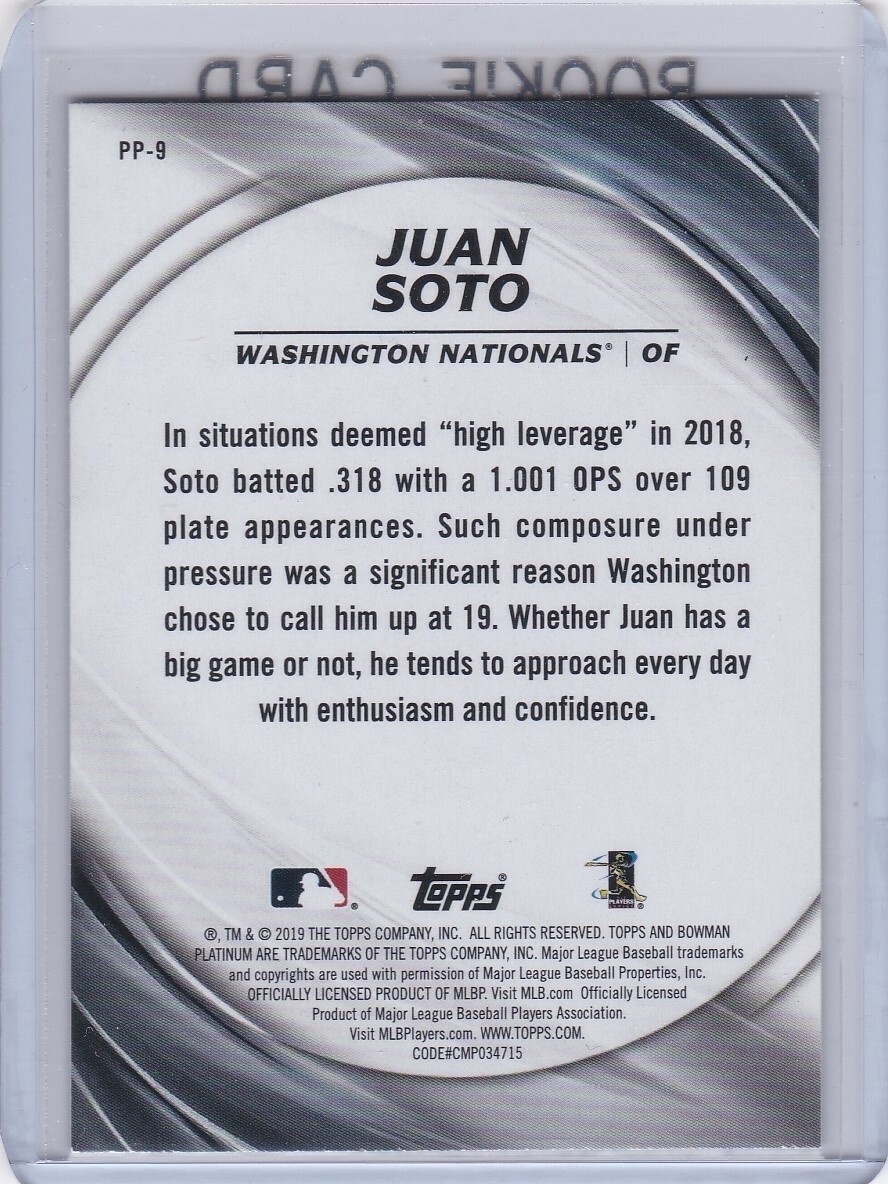 ROOKIE CARD
PP-9
JUAN
SOTO
WASHINGTON NATIONALS® | OF
In situations deemed “high leverage” in 2018,
Soto batted .318 with a 1.001 OPS over 109
plate appearances. Such composure under
pressure was a significant reason Washington
chose to call him up at 19. Whether Juan has a
big game or not, he tends to approach every day
with enthusiasm and confidence.
topps®
PLAYERS
®, TM & © 2019 THE TOPPS COMPANY, INC. ALL RIGHTS RESERVED. TOPPS AND BOWMAN
PLATINUM ARE TRADEMARKS OF THE TOPPS COMPANY, INC. Major League Baseball trademarks
and copyrights are used with permission of Major League Baseball Properties, Inc.
OFFICIALLY LICENSED PRODUCT OF MLBP. Visit MLB.com Officially Licensed
Product of Major League Baseball Players Association.
Visit MLBPlayers.com. WWW.TOPPS.COM.
CODE#CMP034715